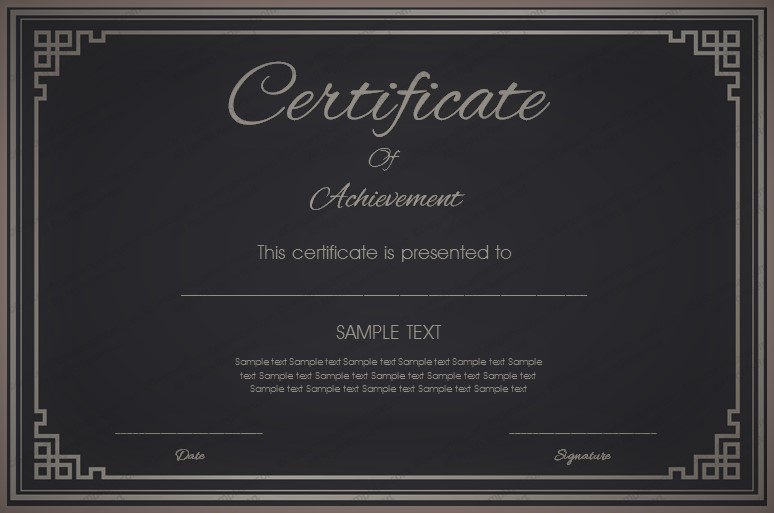 Certificate
Of
Achievement
This certificate is presented to
SAMPLE TEXT
Sample text Sample text Sample text Sample text Sample text Sample
text Sample text Sample text Sample text Sample text Sample text
Sample text Sample text Sample text Sample text Sample text
Date Signature